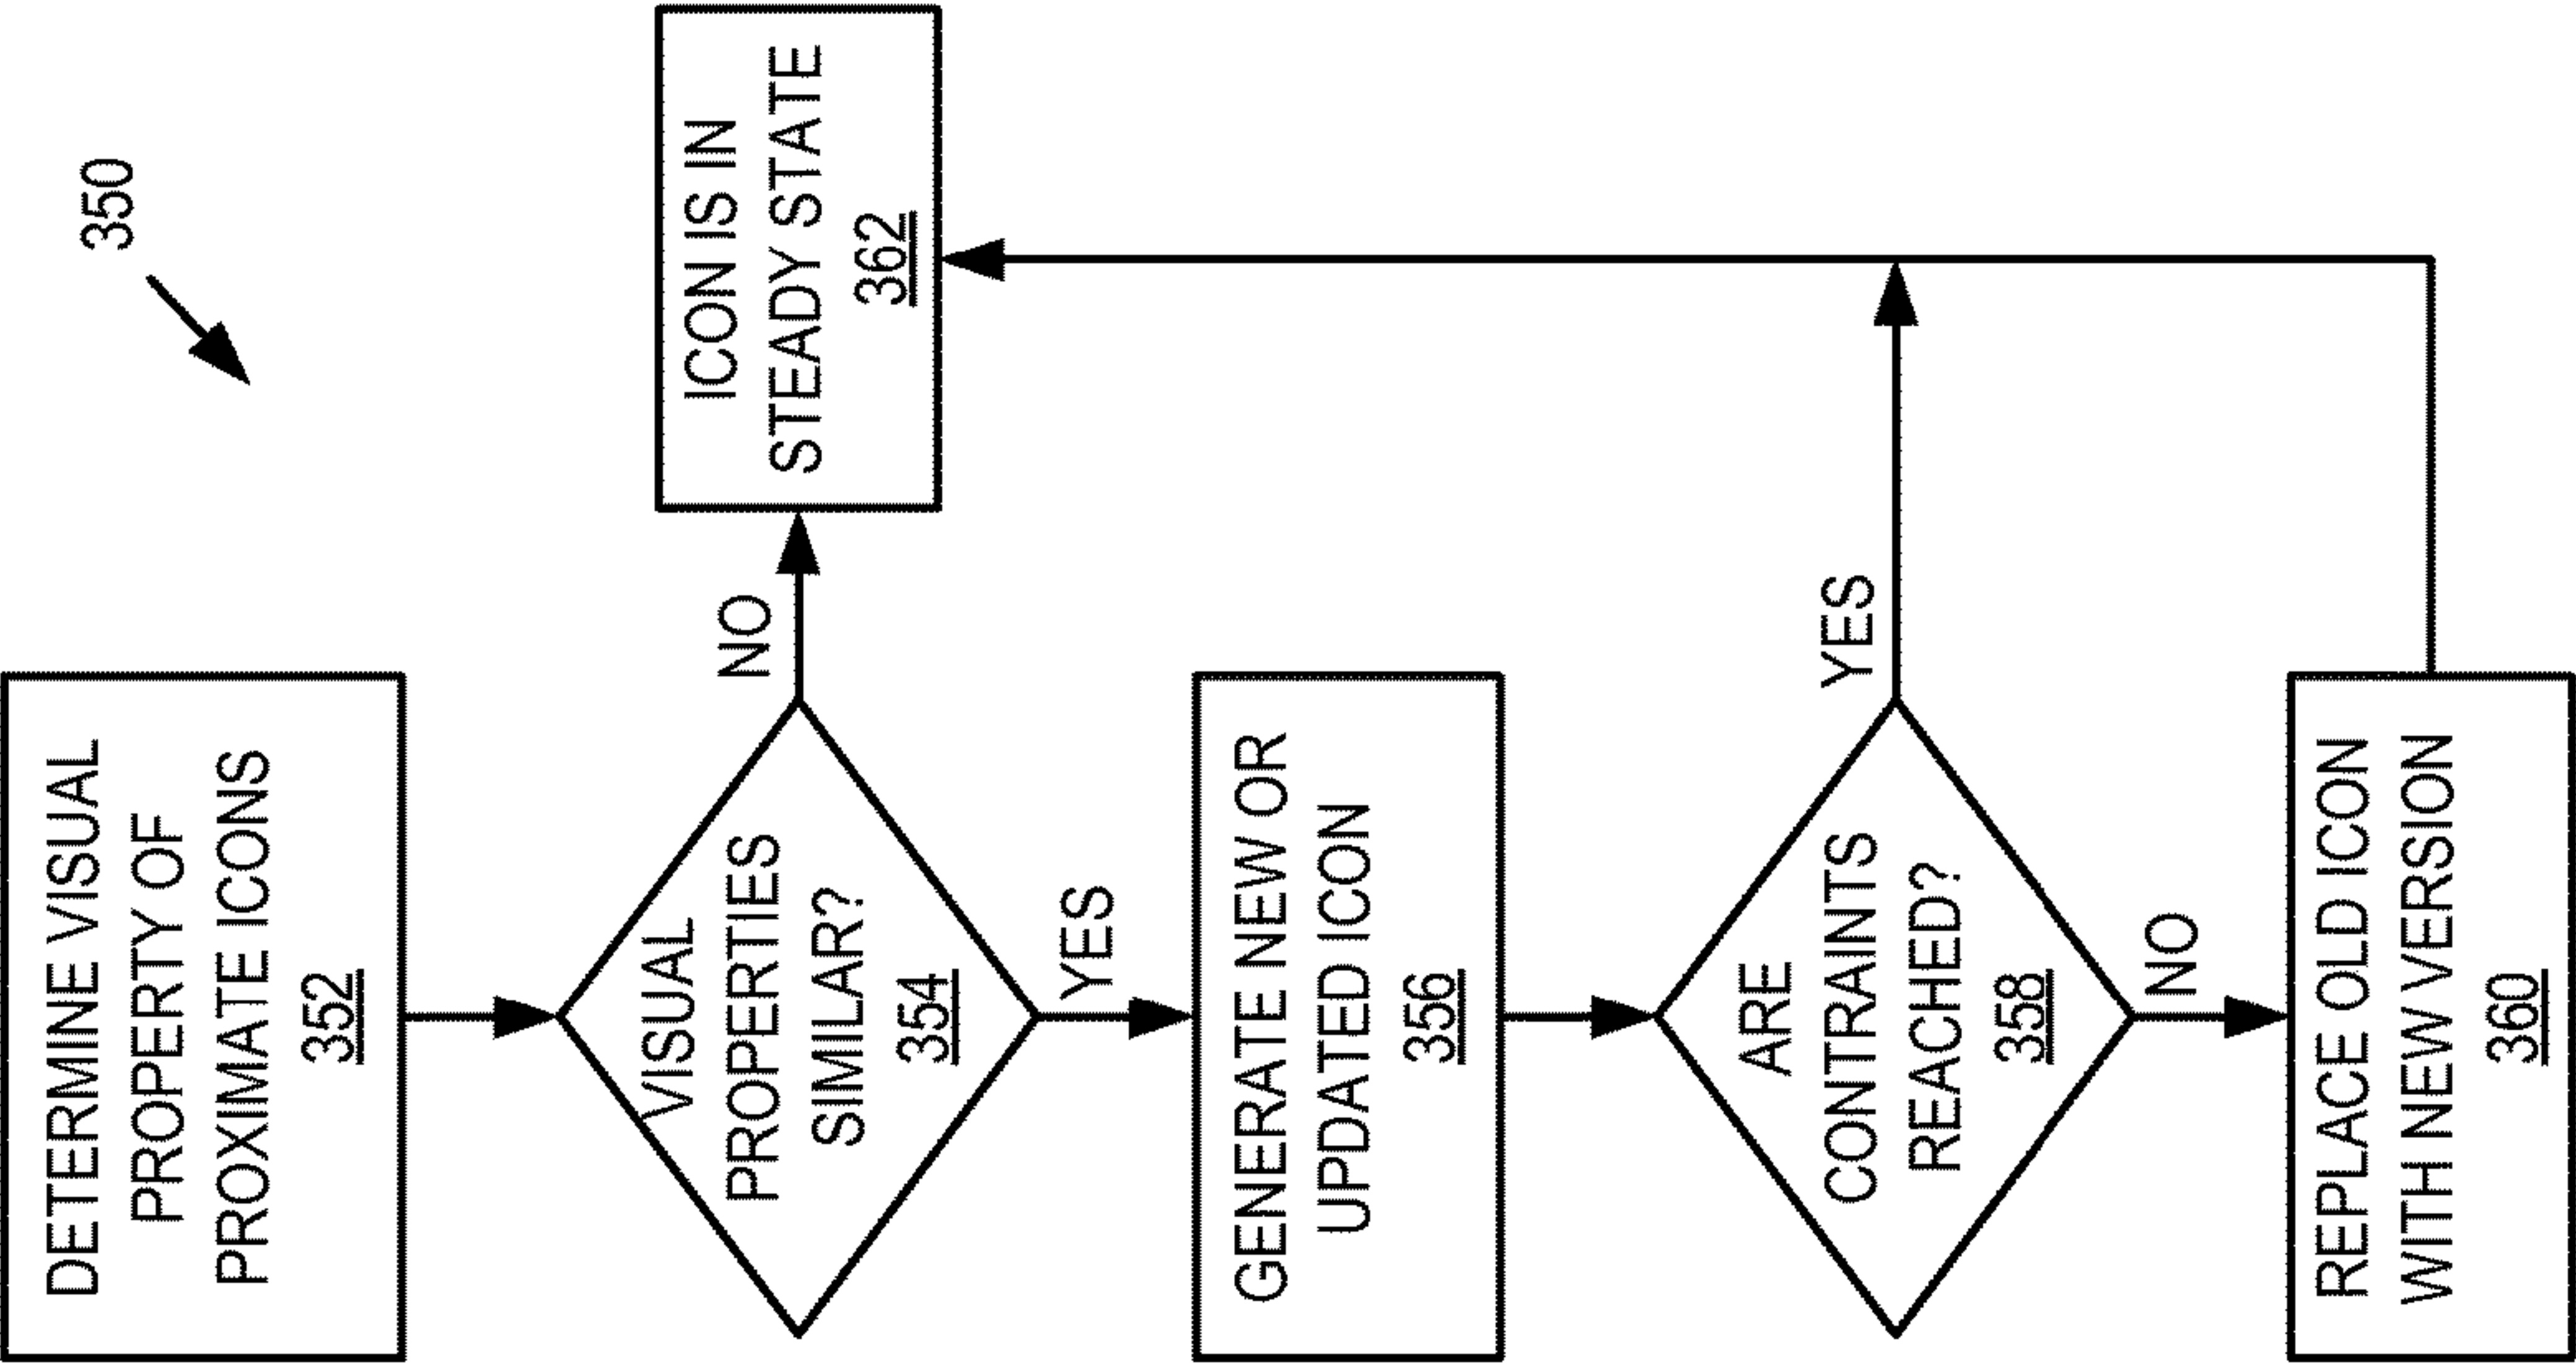 350
DETERMINE VISUAL
PROPERTY OF
PROXIMATE ICONS
352
VISUAL
PROPERTIES
SIMILAR?
354
NO
ICON IS IN
STEADY STATE
362
YES
GENERATE NEW OR
UPDATED ICON
356
ARE
CONTRAINTS
REACHED?
358
YES
NO
REPLACE OLD ICON
WITH NEW VERSION
360